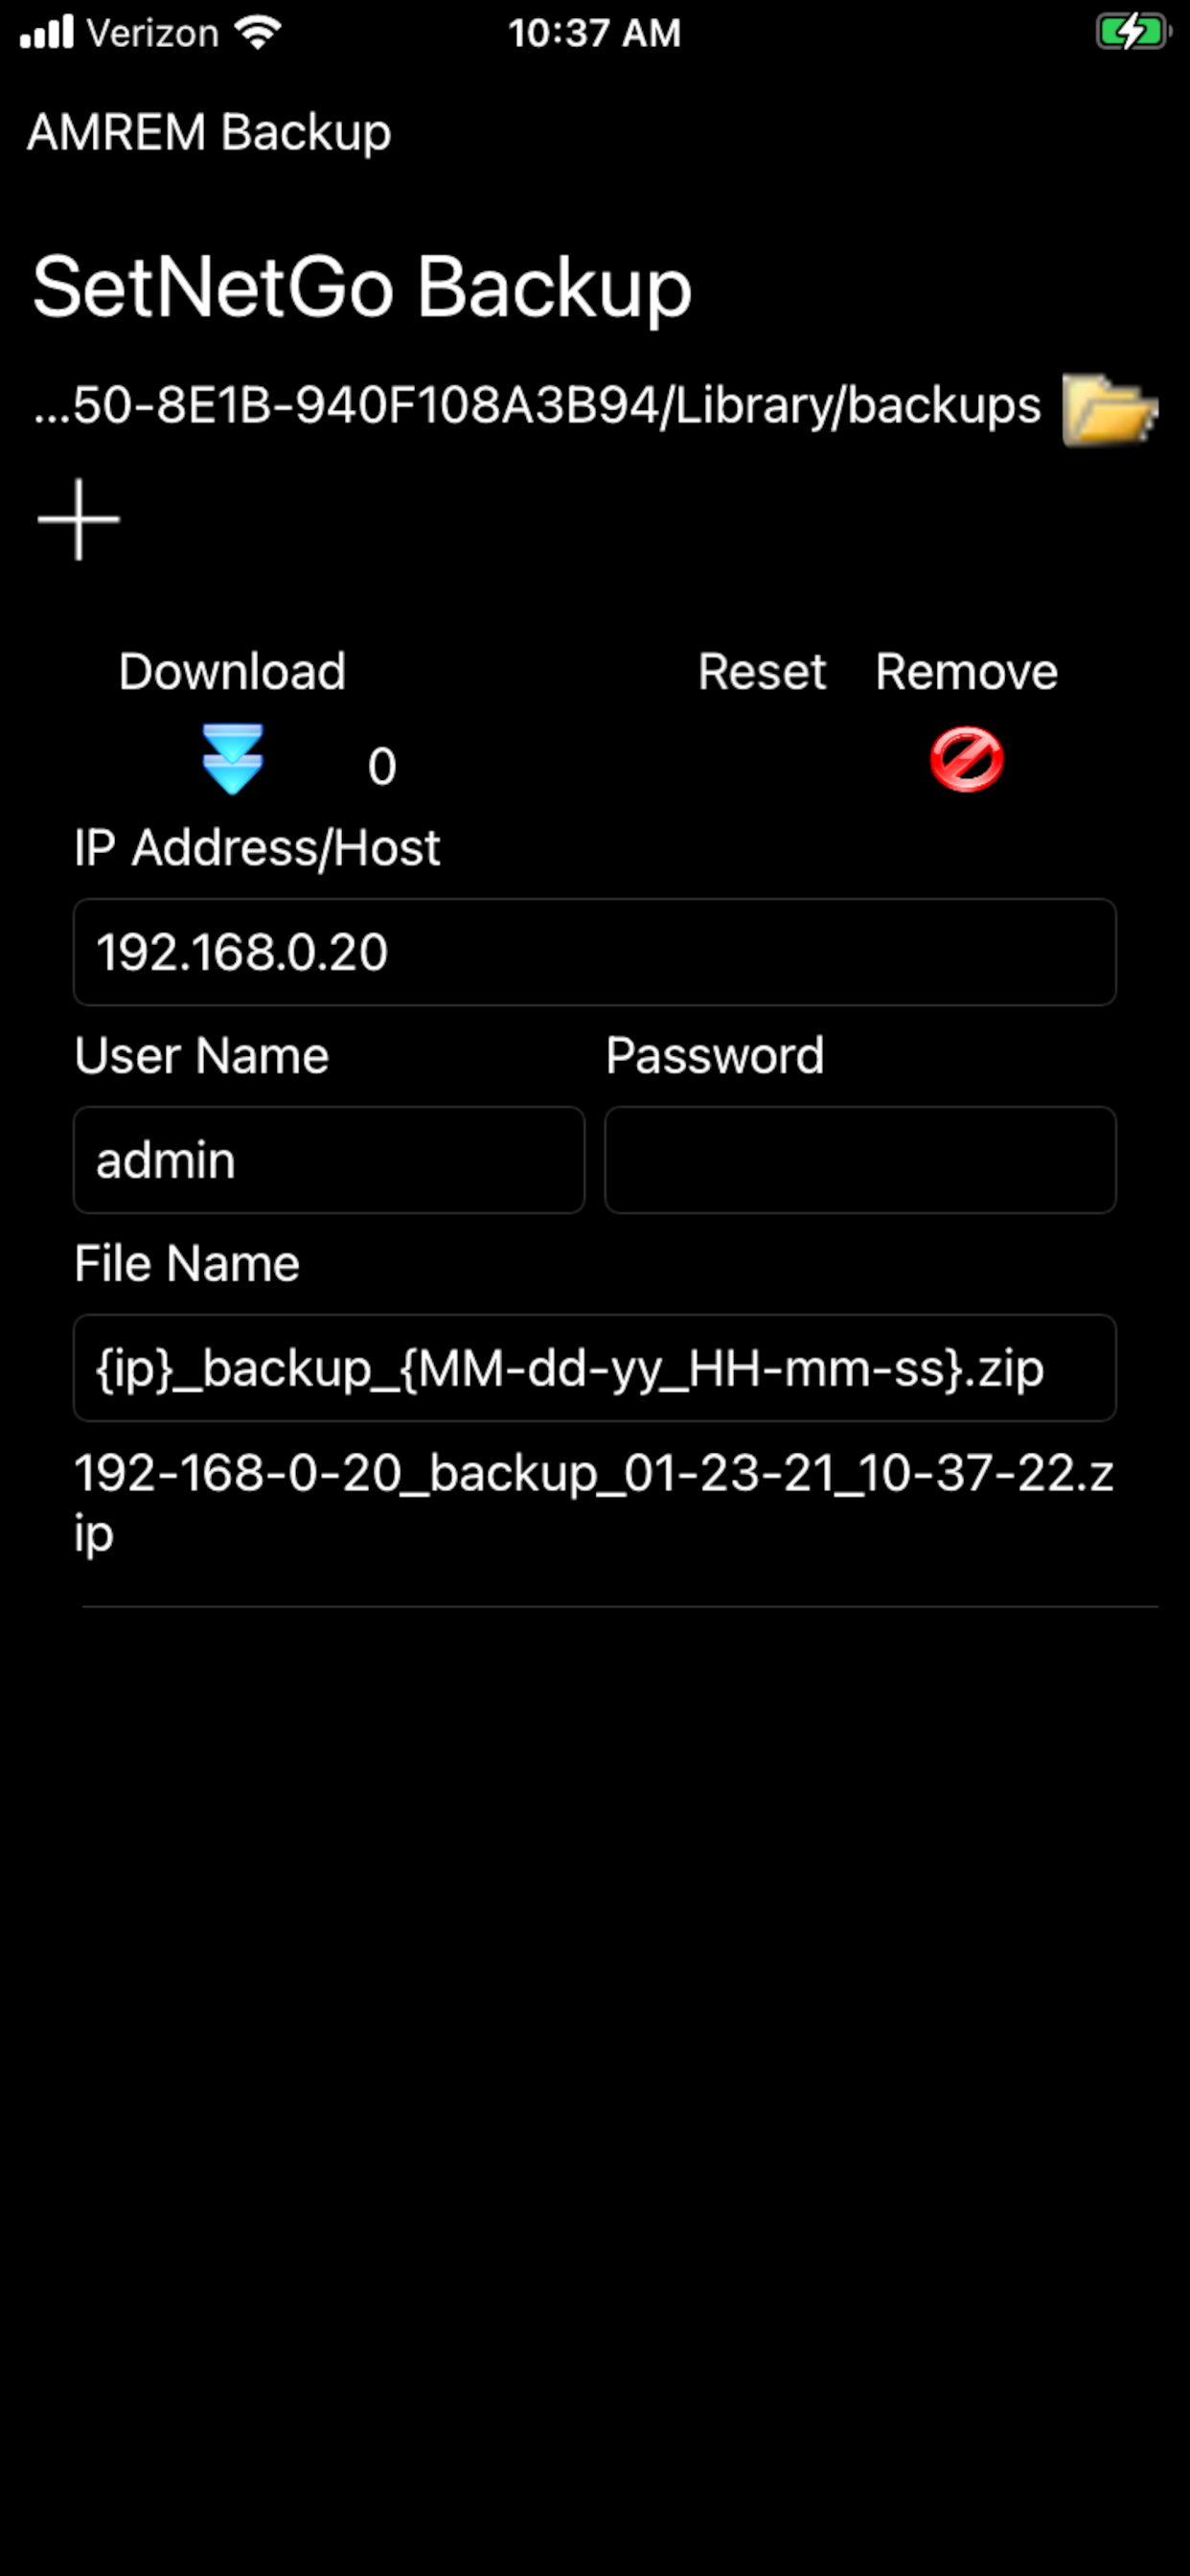 Verizon 10:37 AM
AMREM Backup
SetNetGo Backup
...50-8E1B-940F108A3B94/Library/backups
Download Reset Remove
0
IP Address/Host
192.168.0.20
User Name Password
admin
File Name
{ip}_backup_{MM-dd-yy_HH-mm-ss}.zip
192-168-0-20_backup_01-23-21_10-37-22.z
ip